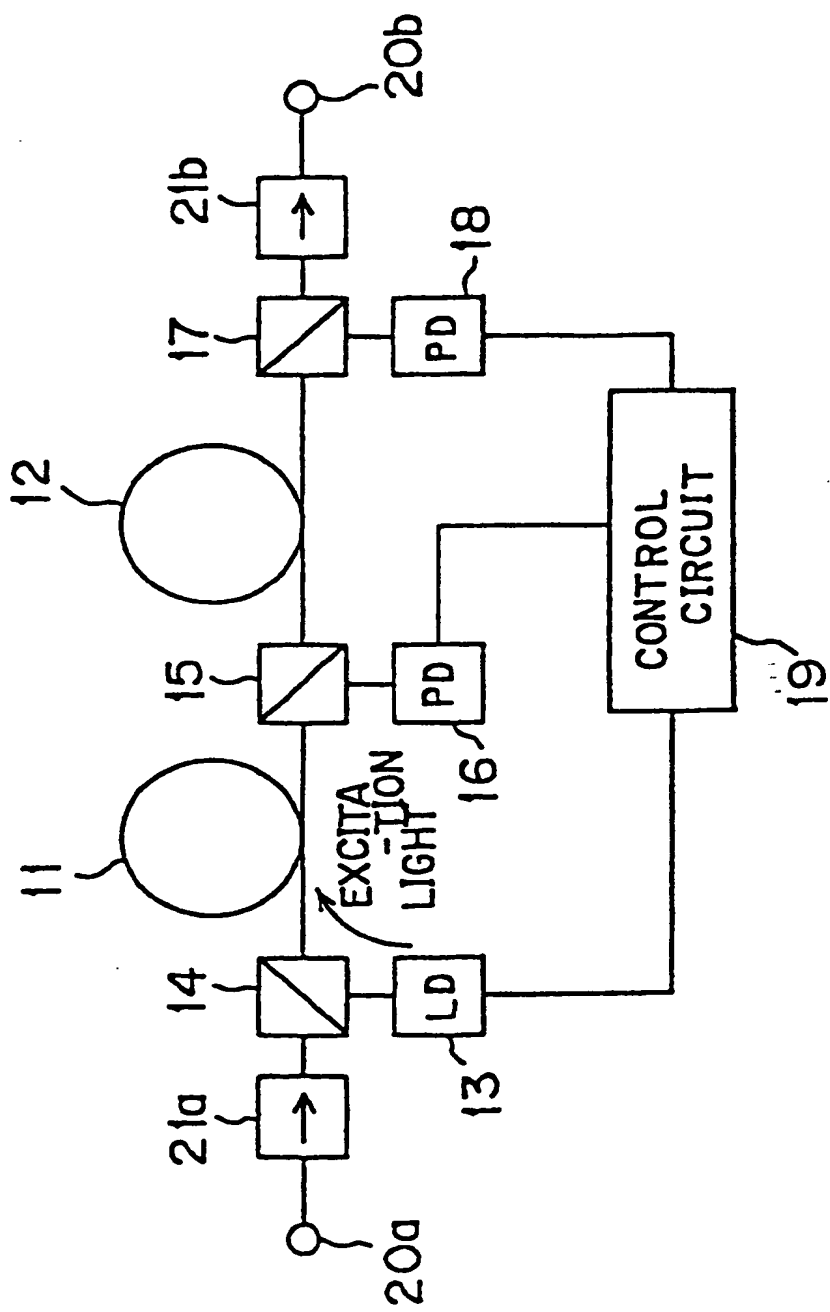 11
12
21a
14
15
17
21b
EXCITA
-TION
LIGHT
20a
LD
PD
PD
20b
13
16
18
CONTROL
CIRCUIT
19